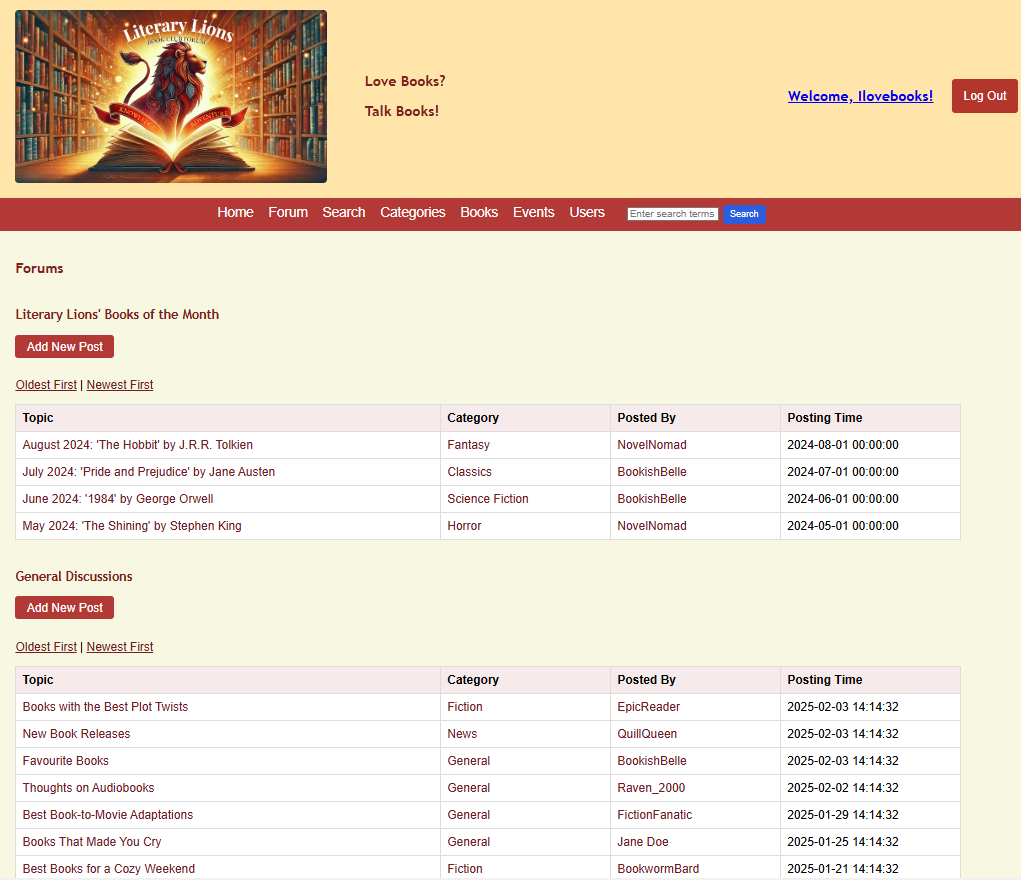 Literary Lions
BOOK CLUB FORUM
KNOWLEDGE ADVENTURE
Love Books?
Talk Books!
Welcome, Ilovebooks!
Log Out
Home Forum Search Categories Books Events Users Enter search terms Search
Forums
Literary Lions' Books of the Month
Add New Post
Oldest First | Newest First
Topic Category Posted By Posting Time
August 2024: 'The Hobbit' by J.R.R. Tolkien Fantasy NovelNomad 2024-08-01 00:00:00
July 2024: 'Pride and Prejudice' by Jane Austen Classics BookishBelle 2024-07-01 00:00:00
June 2024: '1984' by George Orwell Science Fiction BookishBelle 2024-06-01 00:00:00
May 2024: 'The Shining' by Stephen King Horror NovelNomad 2024-05-01 00:00:00
General Discussions
Add New Post
Oldest First | Newest First
Topic Category Posted By Posting Time
Books with the Best Plot Twists Fiction EpicReader 2025-02-03 14:14:32
New Book Releases News QuillQueen 2025-02-03 14:14:32
Favourite Books General BookishBelle 2025-02-03 14:14:32
Thoughts on Audiobooks General Raven_2000 2025-02-02 14:14:32
Best Book-to-Movie Adaptations General FictionFanatic 2025-01-29 14:14:32
Books That Made You Cry General Jane Doe 2025-01-25 14:14:32
Best Books for a Cozy Weekend Fiction BookwormBard 2025-01-21 14:14:32